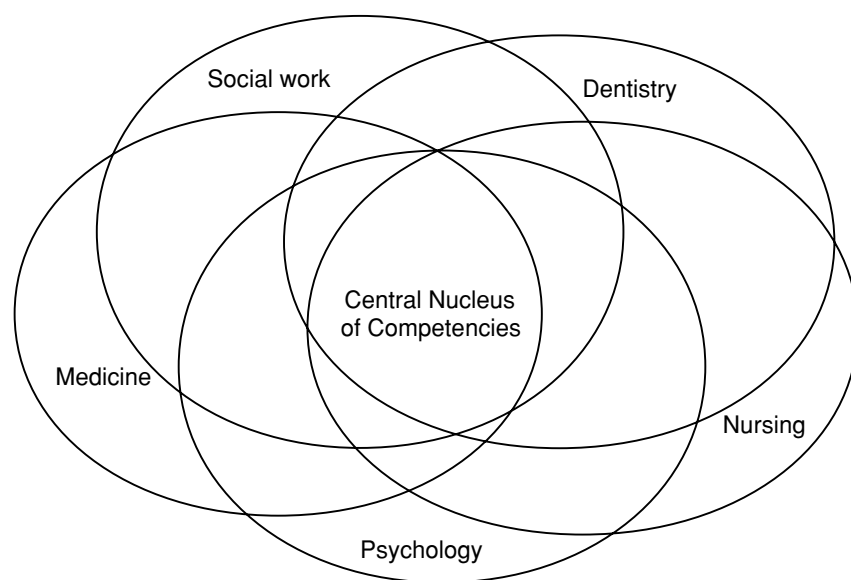 Social work
Dentistry
Central Nucleus
of Competencies
Medicine
Nursing
Psychology